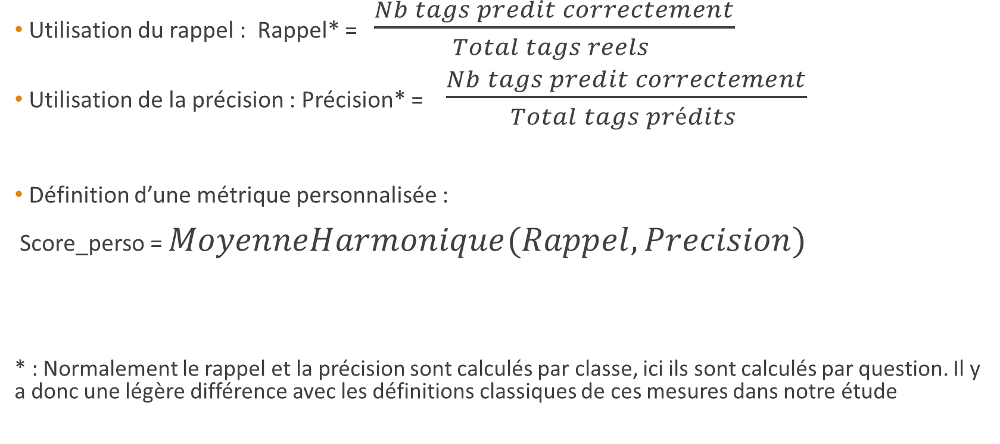 • Utilisation du rappel : Rappel* = Nb tags predit correctement
Total tags reels
• Utilisation de la précision : Précision* = Nb tags predit correctement
Total tags prédits
• Définition d’une métrique personnalisée :
Score_perso = MoyenneHarmonique(Rappel, Precision)
* : Normalement le rappel et la précision sont calculés par classe, ici ils sont calculés par question. Il y
a donc une légère différence avec les définitions classiques de ces mesures dans notre étude